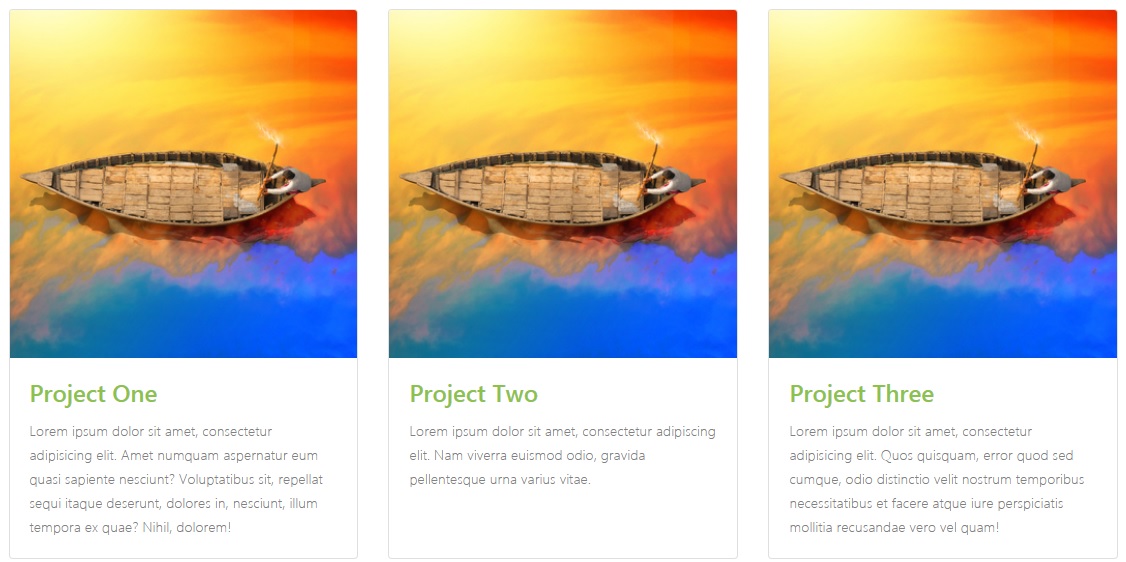 Project One
Lorem ipsum dolor sit amet, consectetur
adipisicing elit. Amet numquam aspernatur eum
quasi sapiente nesciunt? Voluptatibus sit, repellat
sequi itaque deserunt, dolores in, nesciunt, illum
tempora ex quae? Nihil, dolorem!
Project Two
Lorem ipsum dolor sit amet, consectetur adipiscing
elit. Nam viverra euismod odio, gravida
pellentesque urna varius vitae.
Project Three
Lorem ipsum dolor sit amet, consectetur
adipisicing elit. Quos quisquam, error quod sed
cumque, odio distinctio velit nostrum temporibus
necessitatibus et facere atque iure perspiciatis
mollitia recusandae vero vel quam!